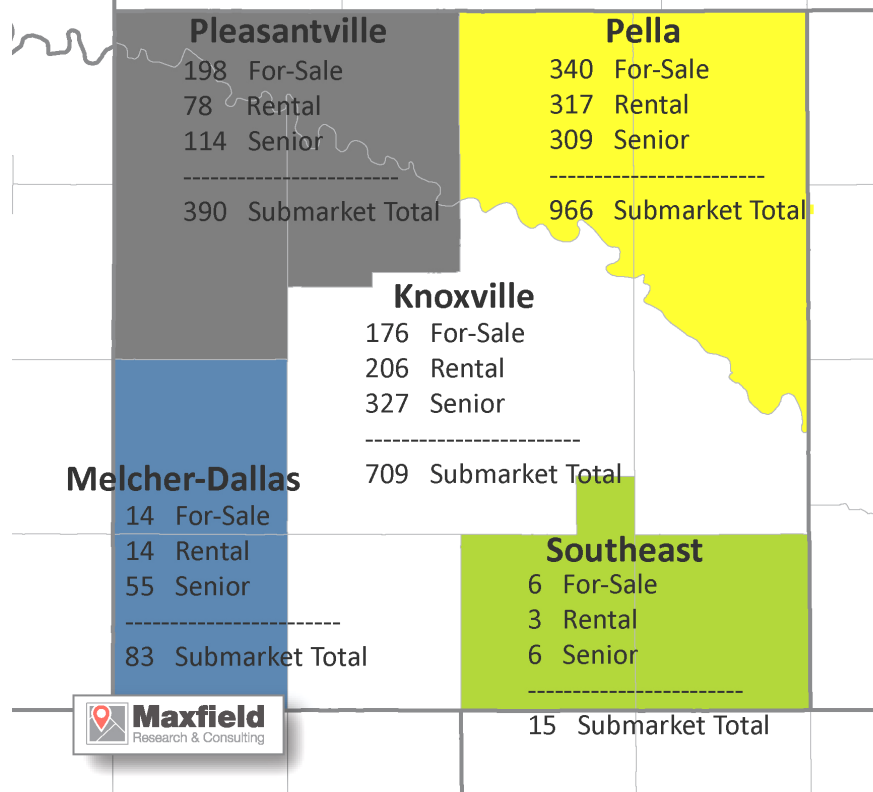 Pleasantville
198 For-Sale
78 Rental
114 Senior
------------------------
390 Submarket Total
Pella
340 For-Sale
317 Rental
309 Senior
------------------------
966 Submarket Total
Knoxville
176 For-Sale
206 Rental
327 Senior
------------------------
709 Submarket Total
Melcher-Dallas
14 For-Sale
14 Rental
55 Senior
------------------------
83 Submarket Total
Southeast
6 For-Sale
3 Rental
6 Senior
------------------------
15 Submarket Total
Maxfield
Research & Consulting